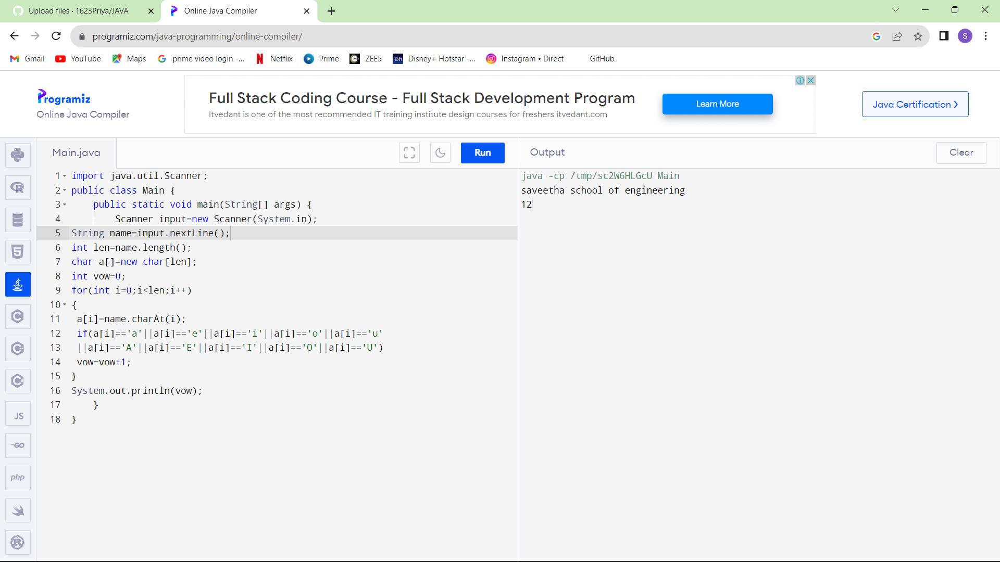 Upload files · 1623Priya/JAVA
Online Java Compiler
programiz.com/java-programming/online-compiler/
S
Gmail
YouTube
Maps
prime video login -...
Netflix
Prime
ZEE5
Disney+ Hotstar -...
Instagram • Direct
GitHub
Programiz
Online Java Compiler
Full Stack Coding Course - Full Stack Development Program
Itvedant is one of the most recommended IT training institute design courses for freshers itvedant.com
Learn More
Java Certification ›
Main.java
Run
Output
Clear
1 import java.util.Scanner;
2 public class Main {
3     public static void main(String[] args) {
4         Scanner input=new Scanner(System.in);
5 String name=input.nextLine();
6 int len=name.length();
7 char a[]=new char[len];
8 int vow=0;
9 for(int i=0;i<len;i++)
10 {
11  a[i]=name.charAt(i);
12  if(a[i]=='a'||a[i]=='e'||a[i]=='i'||a[i]=='o'||a[i]=='u'
13  ||a[i]=='A'||a[i]=='E'||a[i]=='I'||a[i]=='O'||a[i]=='U')
14  vow=vow+1;
15 }
16 System.out.println(vow);
17     }
18 }
java -cp /tmp/sc2W6HLGcU Main
saveetha school of engineering
12
JS
GO
php